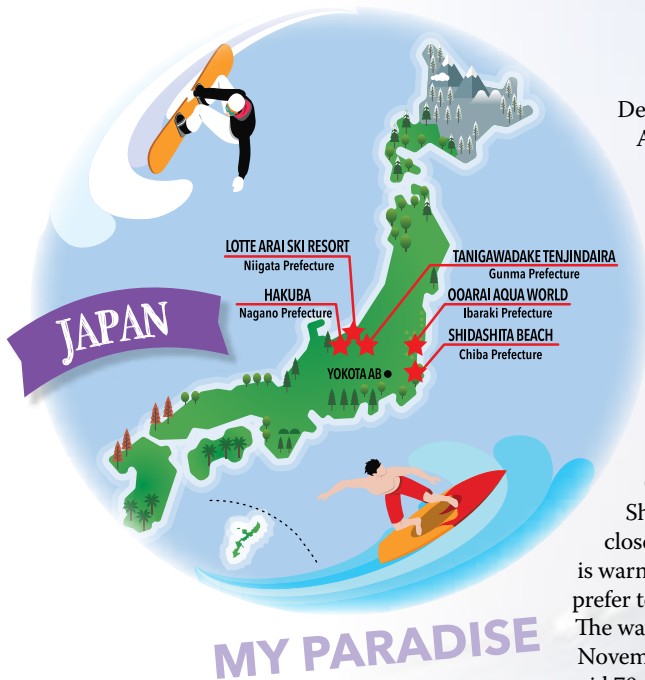 LOTTE ARAI SKI RESORT
Niigata Prefecture
HAKUBA
Nagano Prefecture
TANIGAWADAKE TENJINDAIRA
Gunma Prefecture
OOARAI AQUA WORLD
Ibaraki Prefecture
SHIDASHITA BEACH
Chiba Prefecture
YOKOTA AB
JAPAN
MY PARADISE
De
A
Sh
close
is warn
prefer to
The wa
Novem